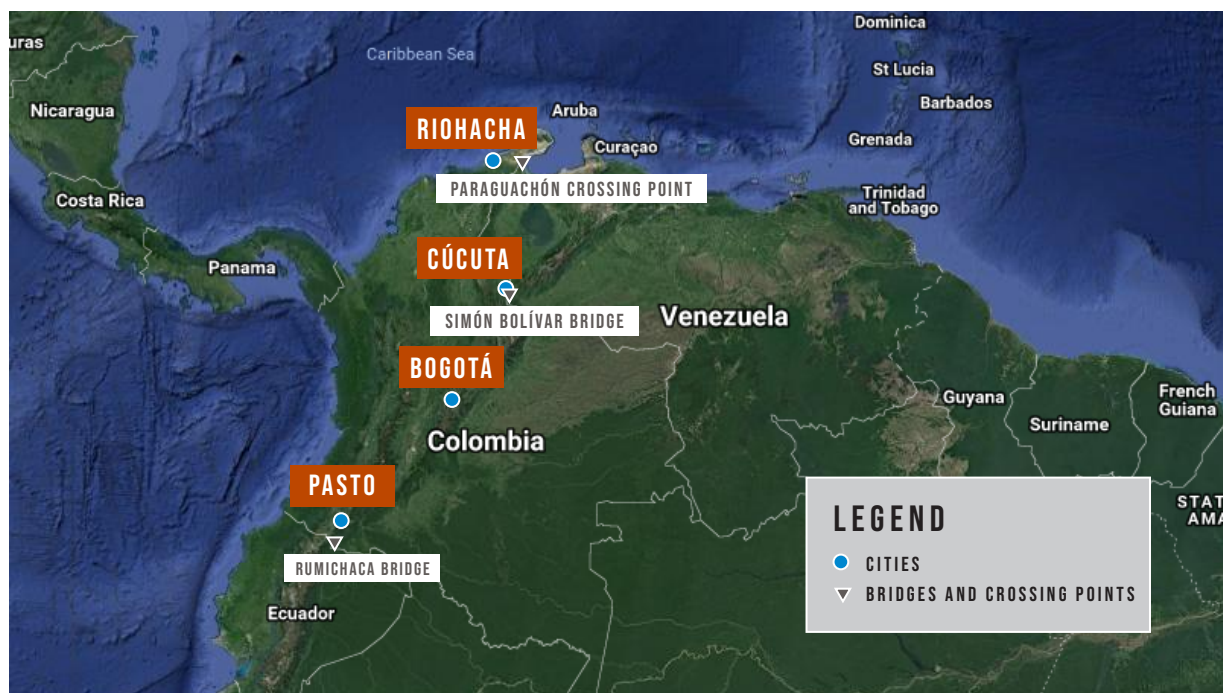 Dominica
uras
Caribbean Sea
St Lucia
Nicaragua
Aruba
Barbados
RIOHACHA
Grenada
Curaçao
PARAGUACHÓN CROSSING POINT
Costa Rica
Trinidad
and Tobago
CÚCUTA
Panama
SIMÓN BOLÍVAR BRIDGE
Venezuela
BOGOTÁ
French
Guiana
Guyana
Suriname
Colombia
PASTO
STAT
AMA
LEGEND
CITIES
RUMICHACA BRIDGE
BRIDGES AND CROSSING POINTS
Ecuador